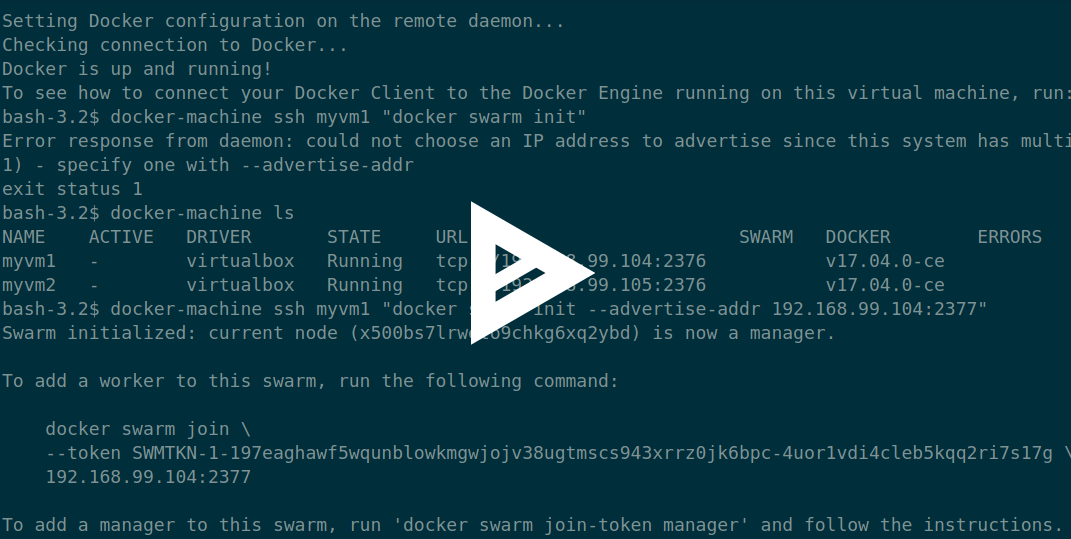 Setting Docker configuration on the remote daemon...
Checking connection to Docker...
Docker is up and running!
To see how to connect your Docker Client to the Docker Engine running on this virtual machine, run:
bash-3.2$ docker-machine ssh myvm1 "docker swarm init"
Error response from daemon: could not choose an IP address to advertise since this system has multi
1) - specify one with --advertise-addr
exit status 1
bash-3.2$ docker-machine ls
NAME    ACTIVE   DRIVER       STATE     URL                         SWARM   DOCKER        ERRORS
myvm1   -        virtualbox   Running   tcp .99.104:2376           v17.04.0-ce
myvm2   -        virtualbox   Running   tcp .99.105:2376           v17.04.0-ce
bash-3.2$ docker-machine ssh myvm1 "docker init --advertise-addr 192.168.99.104:2377"
Swarm initialized: current node is now a manager.
To add a worker to this swarm, run the following command:
docker swarm join \
--token SWMTKN-1-197eaghawf5wqunblowkmgwjojv38ugtmscs943xrrz0jk6bpc-4uor1vdi4cleb5kqq2ri7s17g \
192.168.99.104:2377
To add a manager to this swarm, run 'docker swarm join-token manager' and follow the instructions.